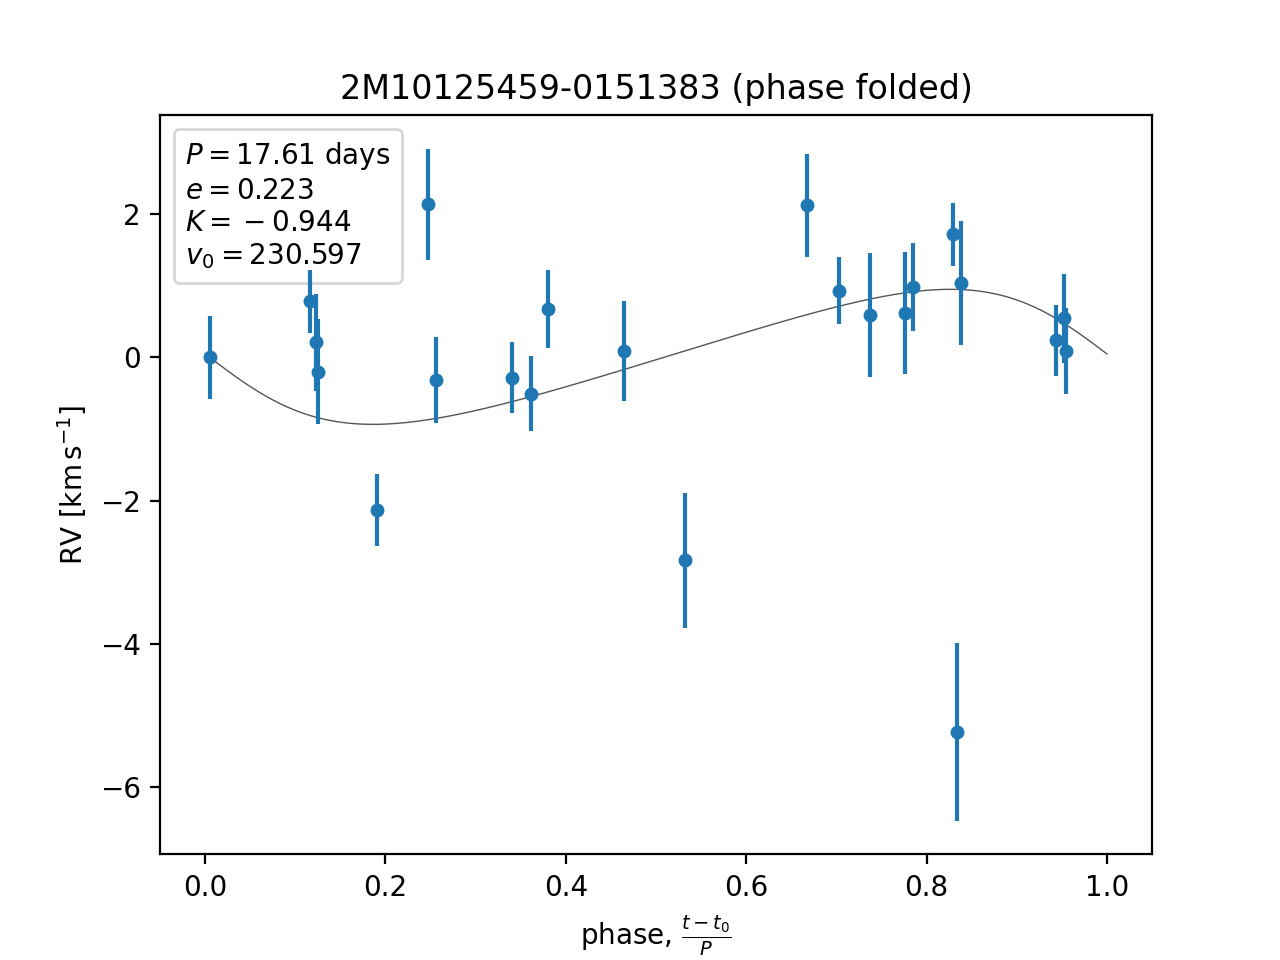 2M10125459-0151383 (phase folded)
P = 17.61 days
e = 0.223
K = −0.944
v₀ = 230.597
2
0
−2
−4
−6
RV [km s⁻¹]
0.0 0.2 0.4 0.6 0.8 1.0
phase, (t − t₀)/P